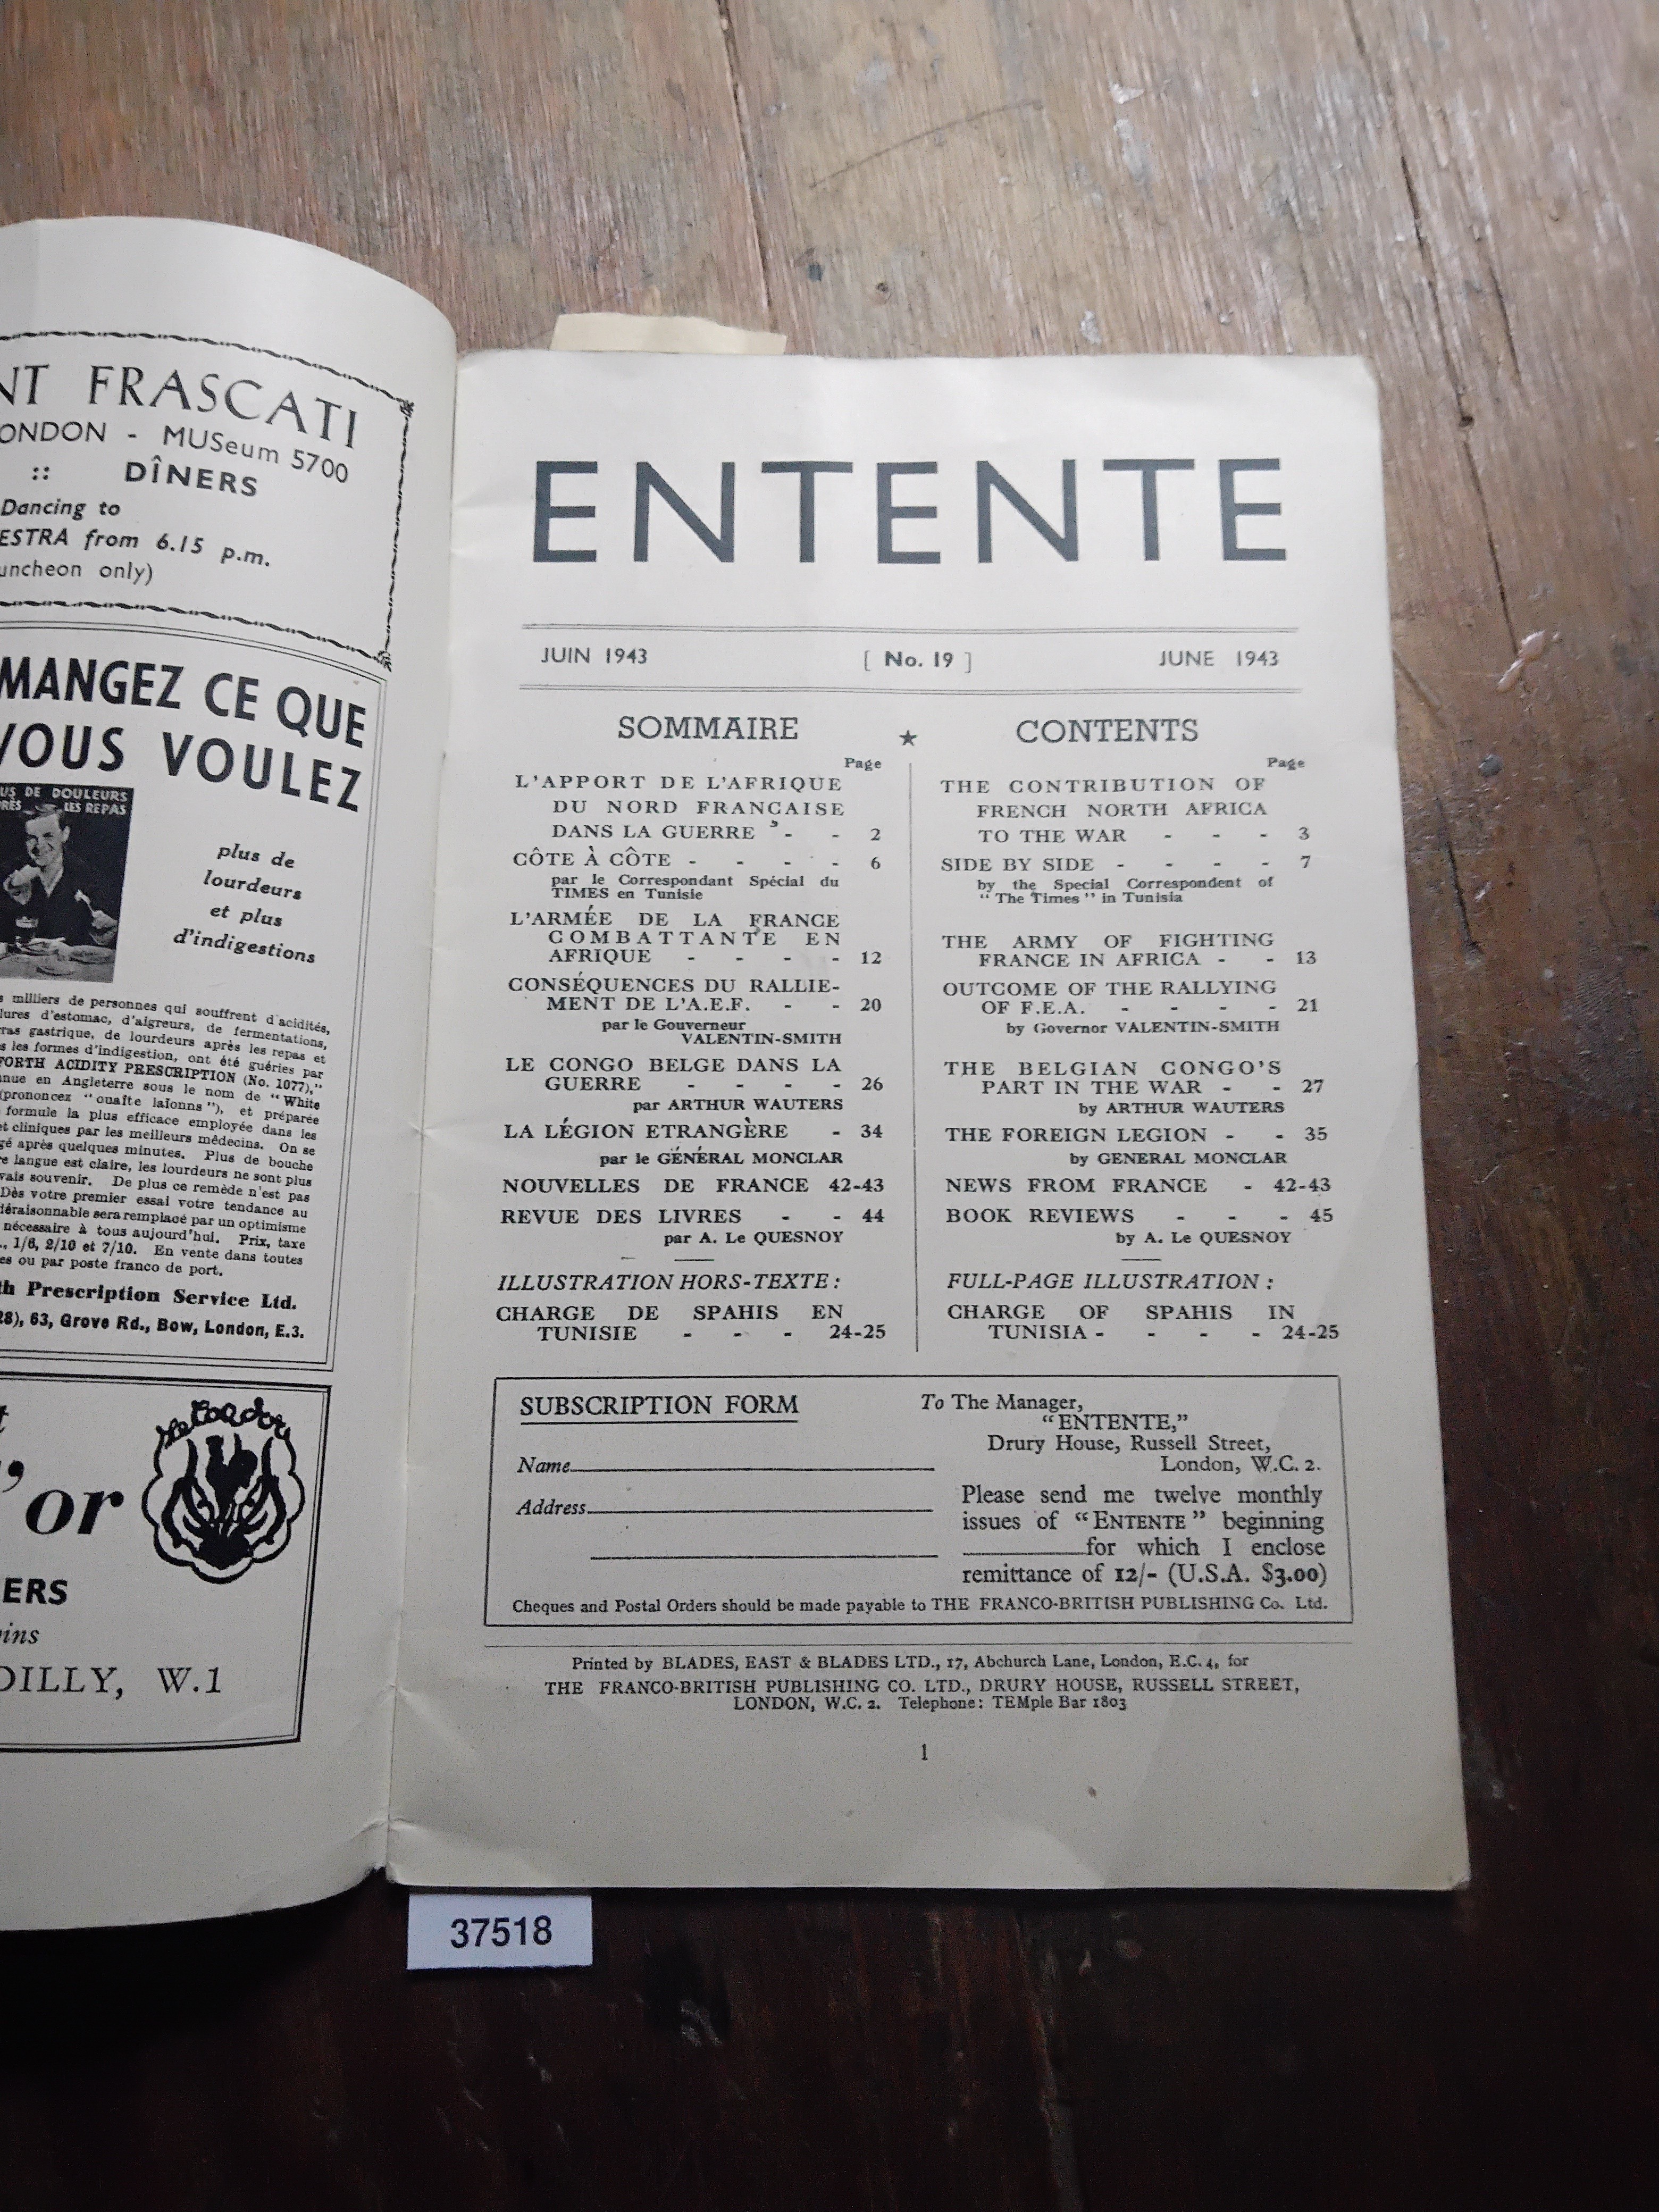 NT FRASCATI
ONDON - MUSeum 5700
:: DÎNERS
Dancing to
ESTRA from 6.15 p.m.
uncheon only)
MANGEZ CE QUE
VOUS VOULEZ
US DE DOULEURS
RÈS LES REPAS
plus de
lourdeurs
et plus
d'indigestions
s milliers de personnes qui souffrent d'acidités,
lures d'estomac, d'aigreurs, de fermentations,
ras gastrique, de lourdeurs après les repas et
s les formes d'indigestion, ont été guéries par
FORTH ACIDITY PRESCRIPTION (No. 1077),"
nue en Angleterre sous le nom de "White
(prononcez "ouaïte laïonns"), et préparée
formule la plus efficace employée dans les
et cliniques par les meilleurs médecins. On se
gé après quelques minutes. Plus de bouche
re langue est claire, les lourdeurs ne sont plus
vais souvenir. De plus ce remède n'est pas
Dès votre premier essai votre tendance au
déraisonnable sera remplacé par un optimisme
nécessaire à tous aujourd'hui. Prix, taxe
., 1/6, 2/10 et 7/10. En vente dans toutes
es ou par poste franco de port.
th Prescription Service Ltd.
28), 63, Grove Rd., Bow, London, E.3.
t
'or
ERS
ins
DILLY, W.1
ENTENTE
JUIN 1943 [ No. 19 ] JUNE 1943
SOMMAIRE
Page
L'APPORT DE L'AFRIQUE
DU NORD FRANÇAISE
DANS LA GUERRE - - 2
CÔTE À CÔTE - - - - 6
par le Correspondant Spécial du
TIMES en Tunisie
L'ARMÉE DE LA FRANCE
COMBATTANTE EN
AFRIQUE - - - - 12
CONSÉQUENCES DU RALLIE-
MENT DE L'A.E.F. - - 20
par le Gouverneur
VALENTIN-SMITH
LE CONGO BELGE DANS LA
GUERRE - - - - 26
par ARTHUR WAUTERS
LA LÉGION ETRANGÈRE - 34
par le GÉNÉRAL MONCLAR
NOUVELLES DE FRANCE 42-43
REVUE DES LIVRES - - 44
par A. Le QUESNOY
ILLUSTRATION HORS-TEXTE :
CHARGE DE SPAHIS EN
TUNISIE - - - 24-25
CONTENTS
Page
THE CONTRIBUTION OF
FRENCH NORTH AFRICA
TO THE WAR - - - 3
SIDE BY SIDE - - - - 7
by the Special Correspondent of
"The Times" in Tunisia
THE ARMY OF FIGHTING
FRANCE IN AFRICA - - 13
OUTCOME OF THE RALLYING
OF F.E.A. - - - - 21
by Governor VALENTIN-SMITH
THE BELGIAN CONGO'S
PART IN THE WAR - - 27
by ARTHUR WAUTERS
THE FOREIGN LEGION - - 35
by GENERAL MONCLAR
NEWS FROM FRANCE - 42-43
BOOK REVIEWS - - - 45
by A. Le QUESNOY
FULL-PAGE ILLUSTRATION :
CHARGE OF SPAHIS IN
TUNISIA - - - - 24-25
SUBSCRIPTION FORM
Name
Address
To The Manager,
"ENTENTE,"
Drury House, Russell Street,
London, W.C. 2.
Please send me twelve monthly
issues of "ENTENTE" beginning
for which I enclose
remittance of 12/- (U.S.A. $3.00)
Cheques and Postal Orders should be made payable to THE FRANCO-BRITISH PUBLISHING Co. Ltd.
Printed by BLADES, EAST & BLADES LTD., 17, Abchurch Lane, London, E.C. 4, for
THE FRANCO-BRITISH PUBLISHING CO. LTD., DRURY HOUSE, RUSSELL STREET,
LONDON, W.C. 2. Telephone: TEMple Bar 1803
1
37518